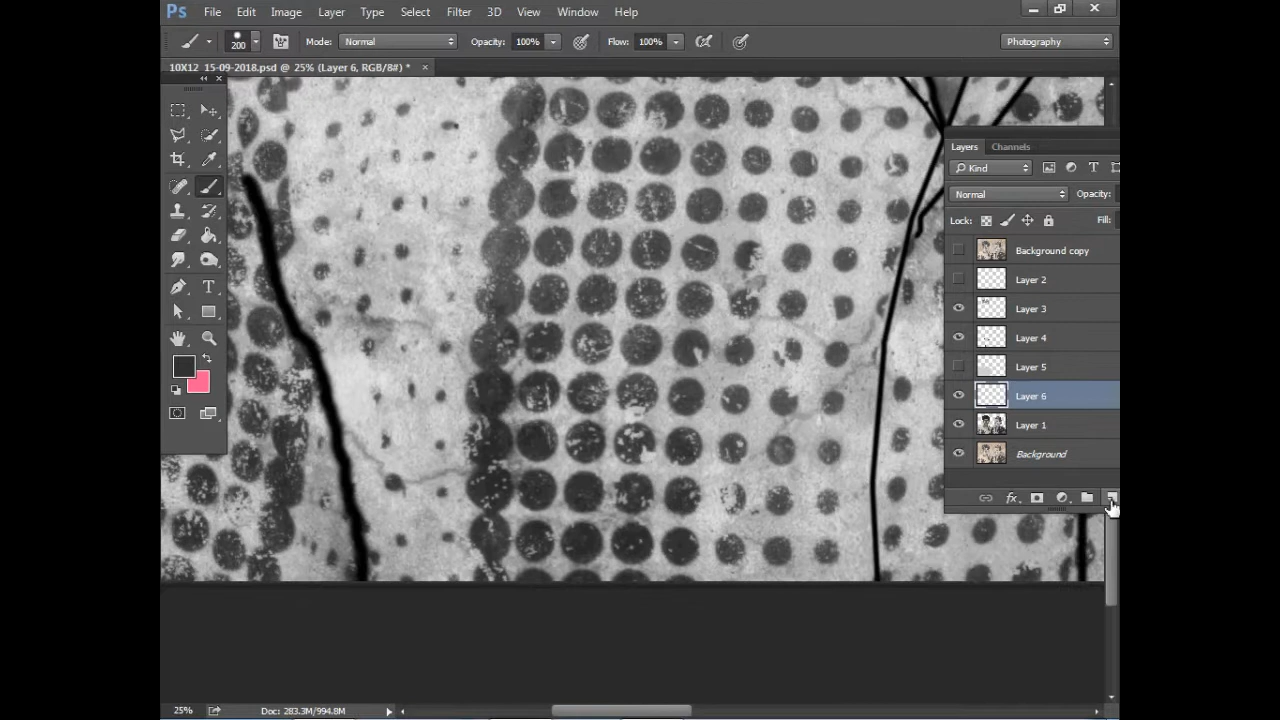 Ps File Edit Image Layer Type Select Filter 3D View Window Help
200 Mode: Normal Opacity: 100% Flow: 100% Photography
10X12 15-09-2018.psd @ 25% (Layer 6, RGB/8#) * ×
Layers Channels
Kind
Normal Opacity:
Lock: Fill:
Background copy
Layer 2
Layer 3
Layer 4
Layer 5
Layer 6
Layer 1
Background
25% Doc: 283.3M/994.8M